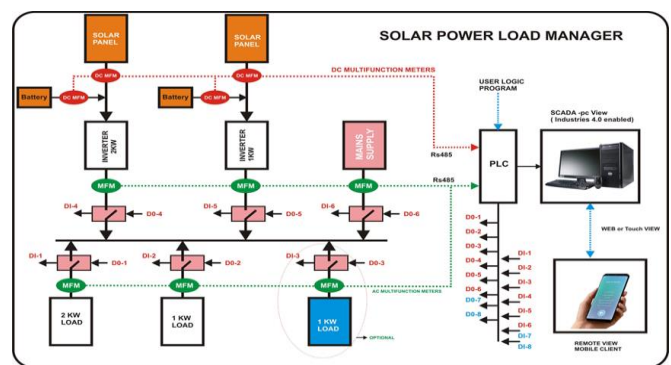 SOLAR POWER LOAD MANAGER
SOLAR
PANEL
SOLAR
PANEL
DC MFM
DC MFM
DC MULTIFUNCTION METERS
Battery
DC MFM
Battery
DC MFM
USER LOGIC
PROGRAM
SCADA -pc View
( Industries 4.0 enabled)
INVERTER
2KW
INVERTER
1KW
MAINS
SUPPLY
Rs485
PLC
MFM
MFM
MFM
Rs485
DI-4
D0-4
DI-5
D0-5
DI-6
D0-6
WEB or Touch VIEW
D0-1
D0-2
D0-3
D0-4
D0-5
D0-6
D0-7
D0-8
DI-1
DI-2
DI-3
DI-4
DI-5
DI-6
DI-7
DI-8
DI-1
D0-1
DI-2
D0-2
DI-3
D0-3
MFM
MFM
MFM
AC MULTIFUNCTION METERS
2 KW
LOAD
1 KW
LOAD
1 KW
LOAD
OPTIONAL
REMOTE VIEW
MOBILE CLIENT